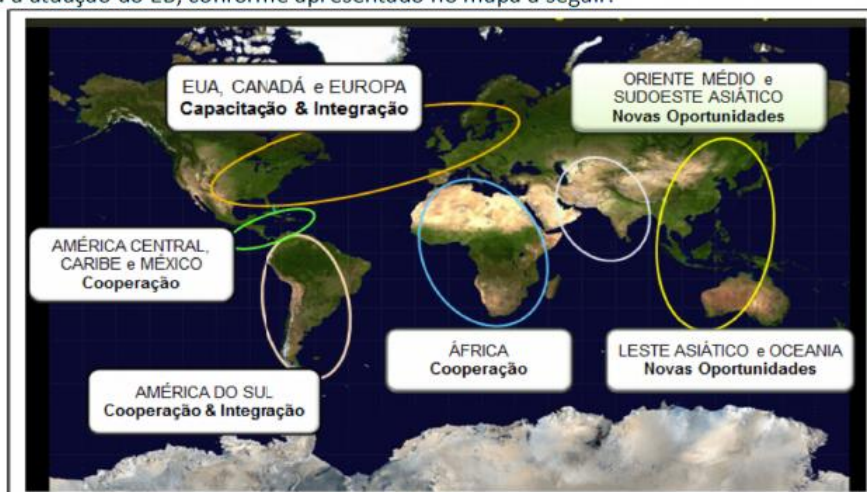 a atuação do EB, conforme apresentado no mapa a seguir:
EUA, CANADÁ e EUROPA
Capacitação & Integração
ORIENTE MÉDIO e
SUDOESTE ASIÁTICO
Novas Oportunidades
AMÉRICA CENTRAL,
CARIBE e MÉXICO
Cooperação
ÁFRICA
Cooperação
LESTE ASIÁTICO e OCEANIA
Novas Oportunidades
AMÉRICA DO SUL
Cooperação & Integração